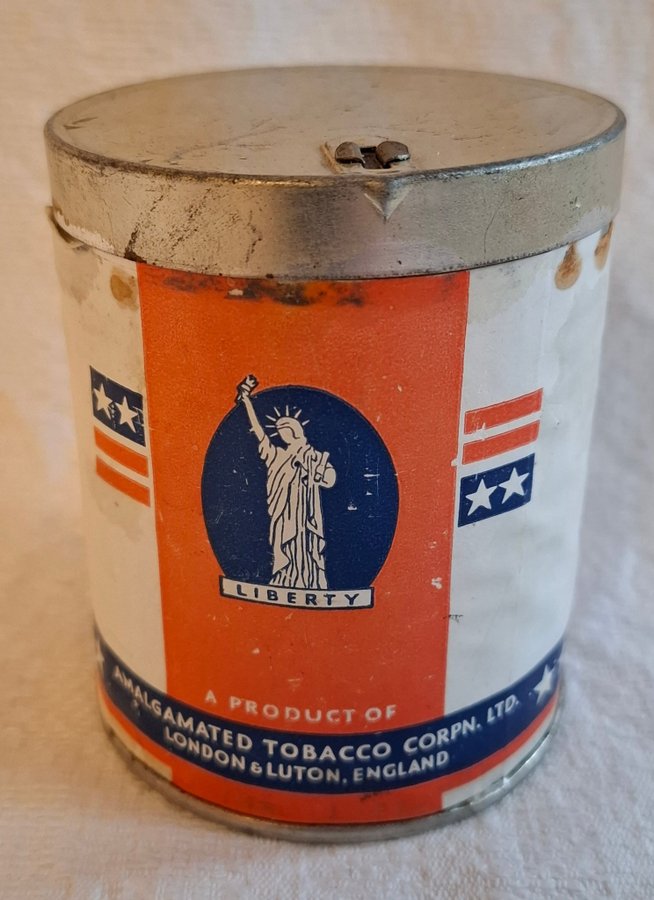 LIBERTY
A PRODUCT OF
AMALGAMATED TOBACCO CORPN. LTD.
LONDON & LUTON, ENGLAND